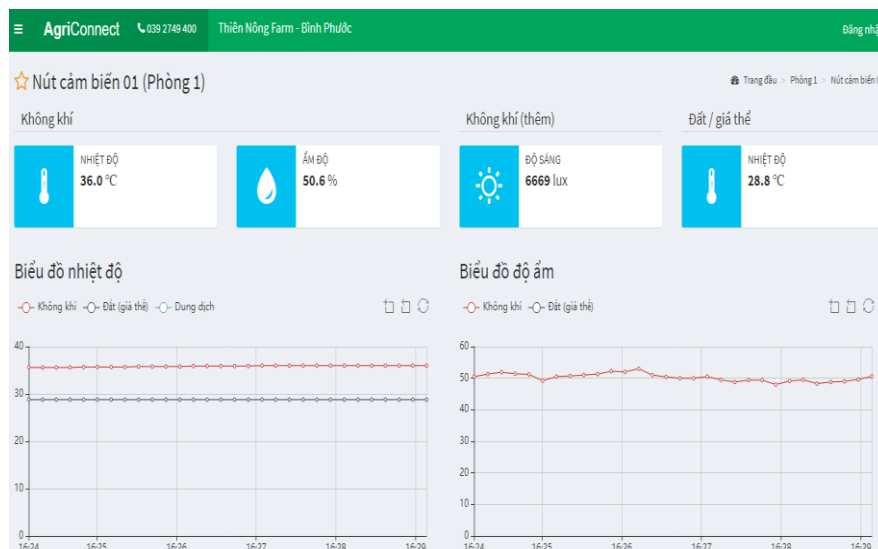 ≡ AgriConnect 039 2749 400 Thiên Nông Farm - Bình Phước Đăng nhậ
Nút cảm biến 01 (Phòng 1)
Trang đầu > Phòng 1 > Nút cảm biến 0
Không khí
Không khí (thêm)
Đất / giá thể
NHIỆT ĐỘ
36.0 °C
ẨM ĐỘ
50.6 %
ĐỘ SÁNG
6669 lux
NHIỆT ĐỘ
28.8 °C
Biểu đồ nhiệt độ
Không khí Đất (giá thể) Dung dịch
40
30
20
10
0
16:24 16:25 16:26 16:27 16:28 16:29
Biểu đồ độ ẩm
Không khí Đất (giá thể)
60
50
40
30
20
10
0
16:24 16:25 16:26 16:27 16:28 16:29